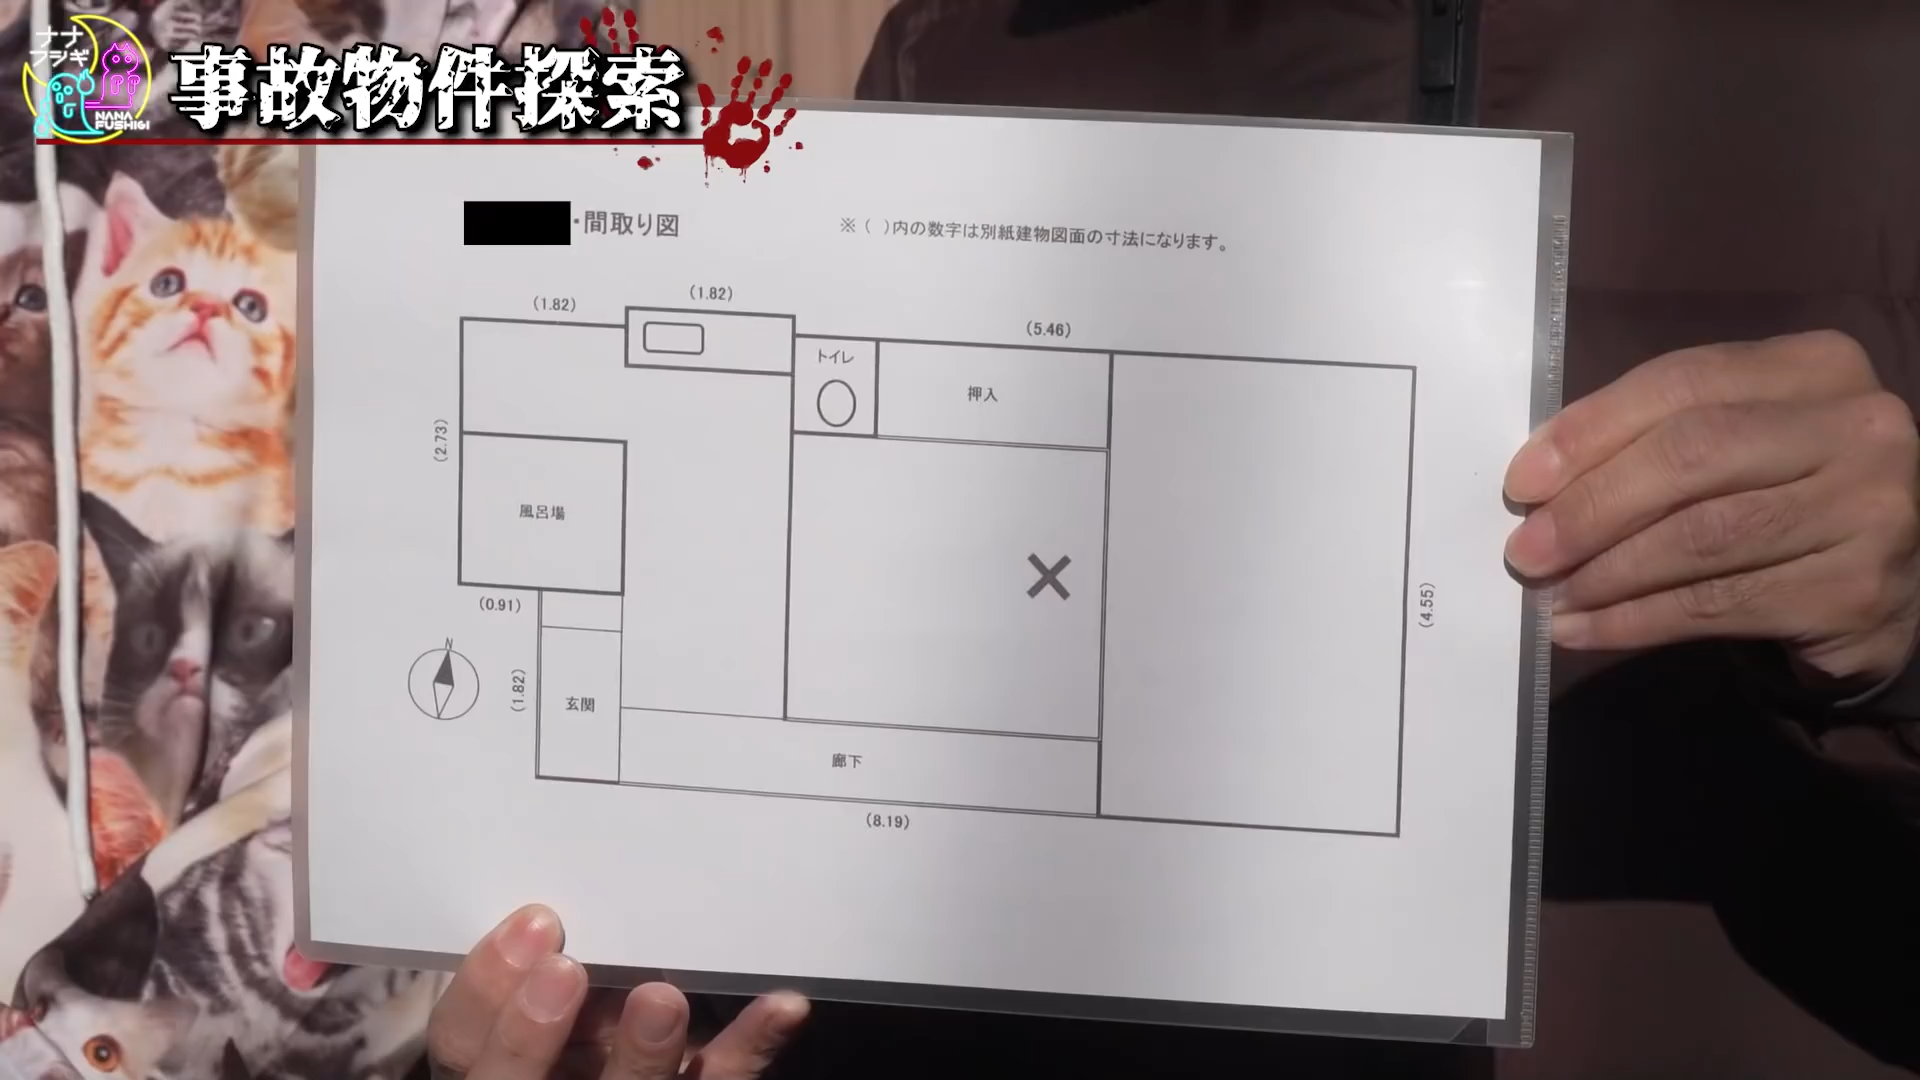 ナナ
フシギ
NANA
FUSHIGI
事故物件探索
・間取り図
※（ ）内の数字は別紙建物図面の寸法になります。
（1.82）
（1.82）
（5.46）
トイレ
押入
（2.73）
風呂場
（0.91）
N
（1.82）
玄関
（4.55）
廊下
（8.19）